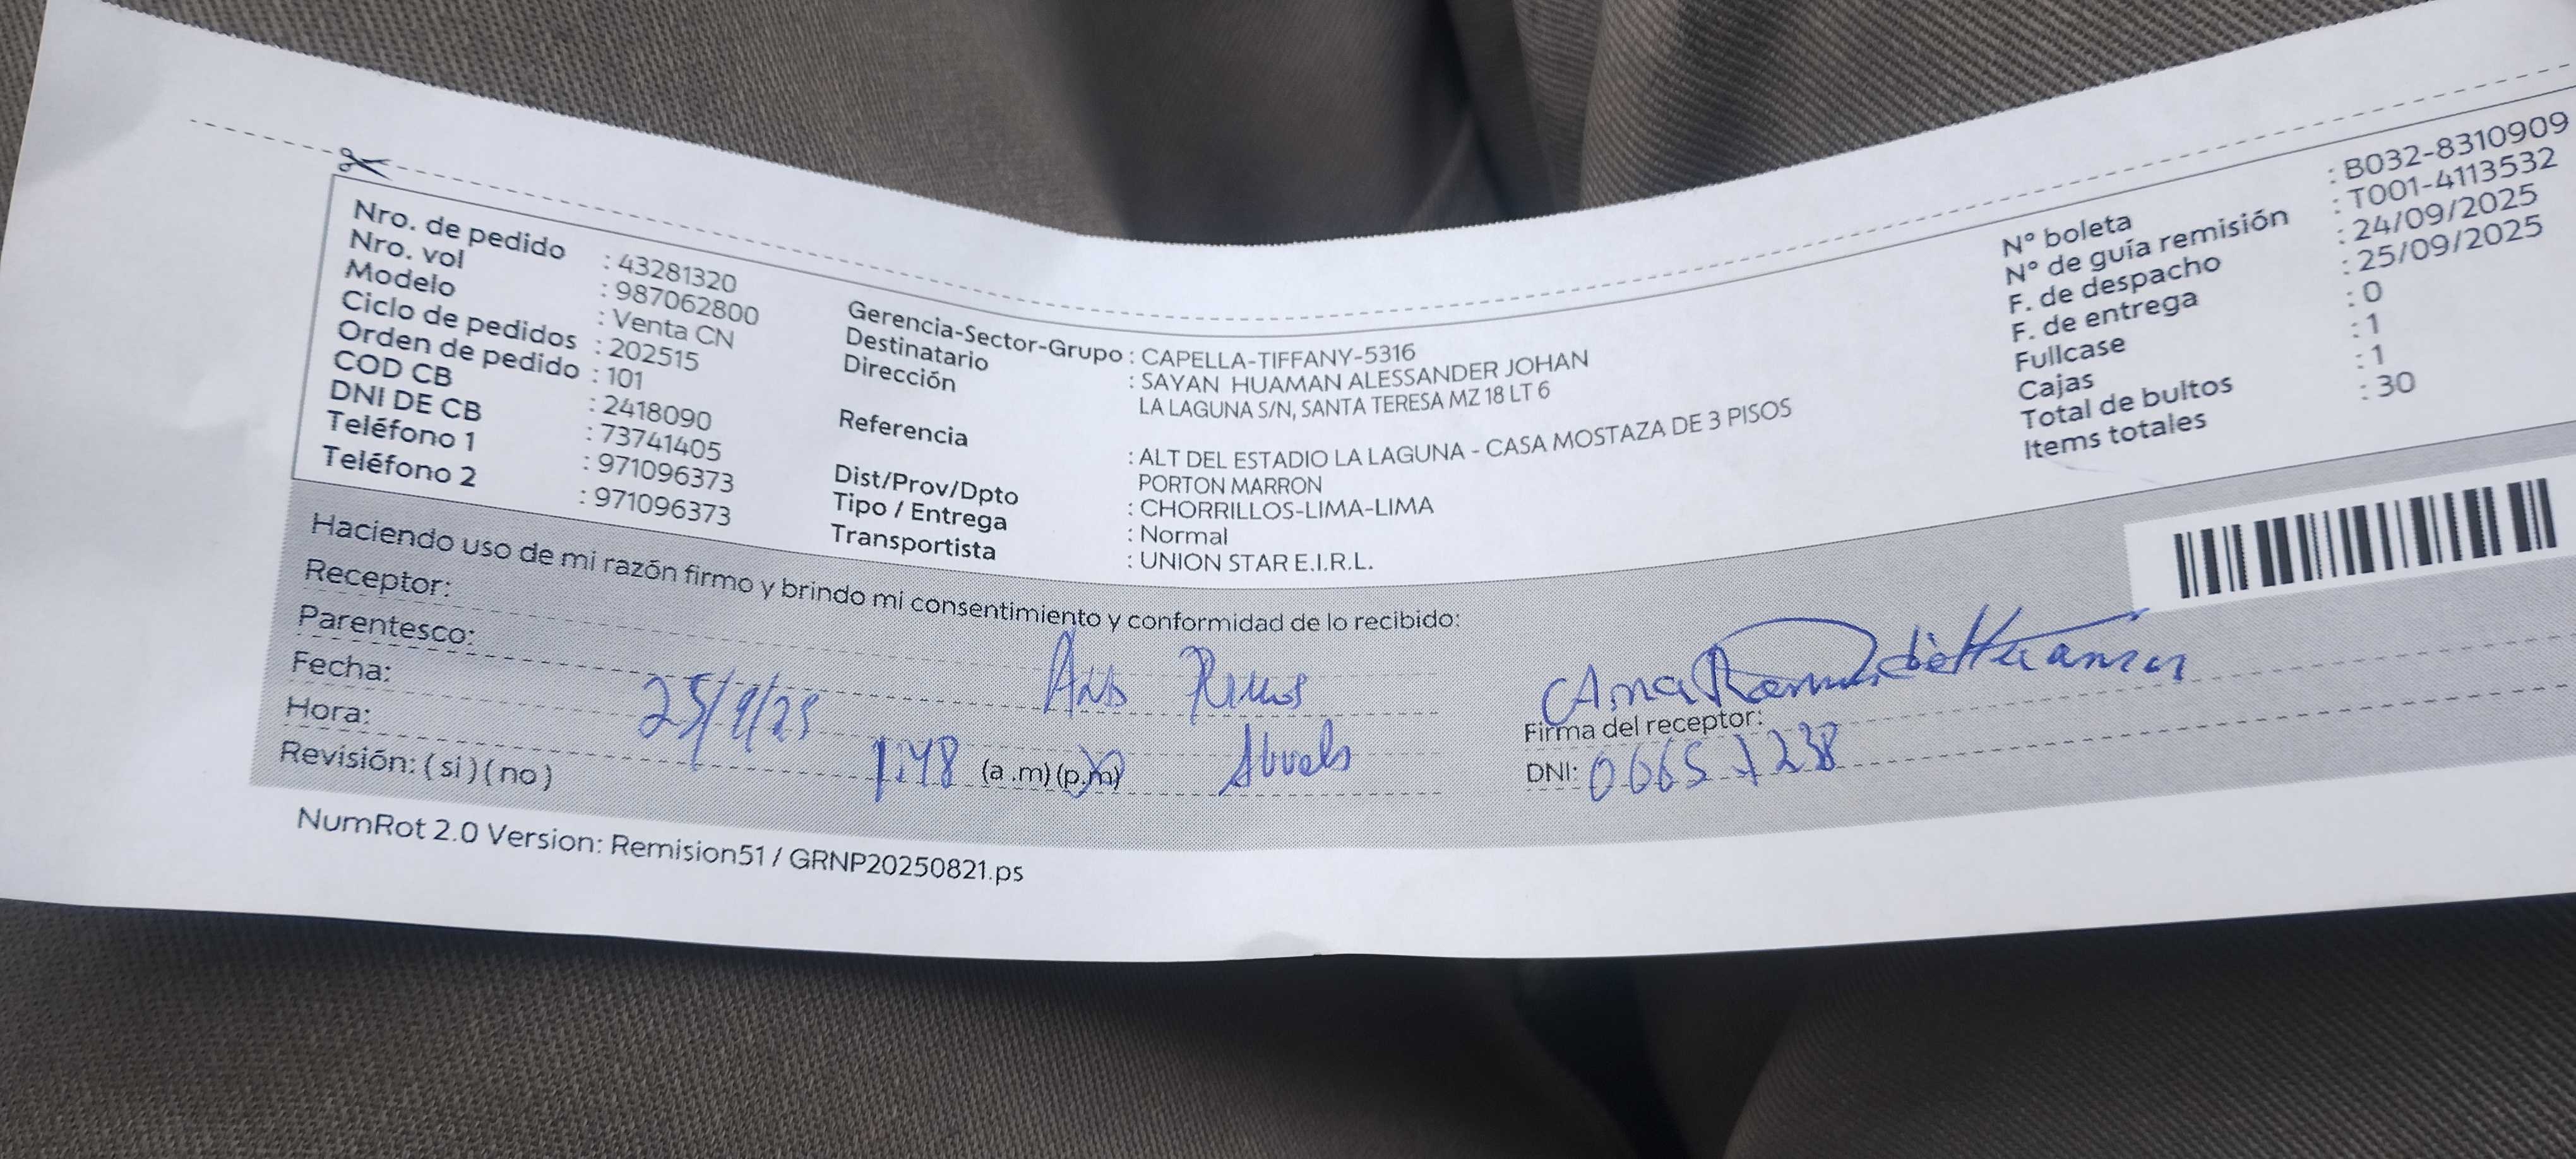 Nro. de pedido : 43281320
Nro. vol : 987062800
Modelo : Venta CN
Ciclo de pedidos : 202515
Orden de pedido : 101
COD CB : 2418090
DNI DE CB : 73741405
Teléfono 1 : 971096373
Teléfono 2 : 971096373
Gerencia-Sector-Grupo : CAPELLA-TIFFANY-5316
Destinatario : SAYAN HUAMAN ALESSANDER JOHAN
Dirección LA LAGUNA S/N, SANTA TERESA MZ 18 LT 6
Referencia : ALT DEL ESTADIO LA LAGUNA - CASA MOSTAZA DE 3 PISOS
PORTON MARRON
Dist/Prov/Dpto : CHORRILLOS-LIMA-LIMA
Tipo / Entrega : Normal
Transportista : UNION STAR E.I.R.L.
N° boleta : B032-8310909
N° de guía remisión : T001-4113532
F. de despacho : 24/09/2025
F. de entrega : 25/09/2025
Fullcase : 0
Cajas : 1
Total de bultos : 1
Items totales : 30
Haciendo uso de mi razón firmo y brindo mi consentimiento y conformidad de lo recibido:
Receptor: Ana
Parentesco: Abuela
Fecha: 25/9/25
Hora: 1:48 (a .m) (p.m)
Revisión: ( si ) ( no )
Ana Ramos de Huaman
Firma del receptor:
DNI: 06657238
NumRot 2.0 Version: Remision51 / GRNP20250821.ps